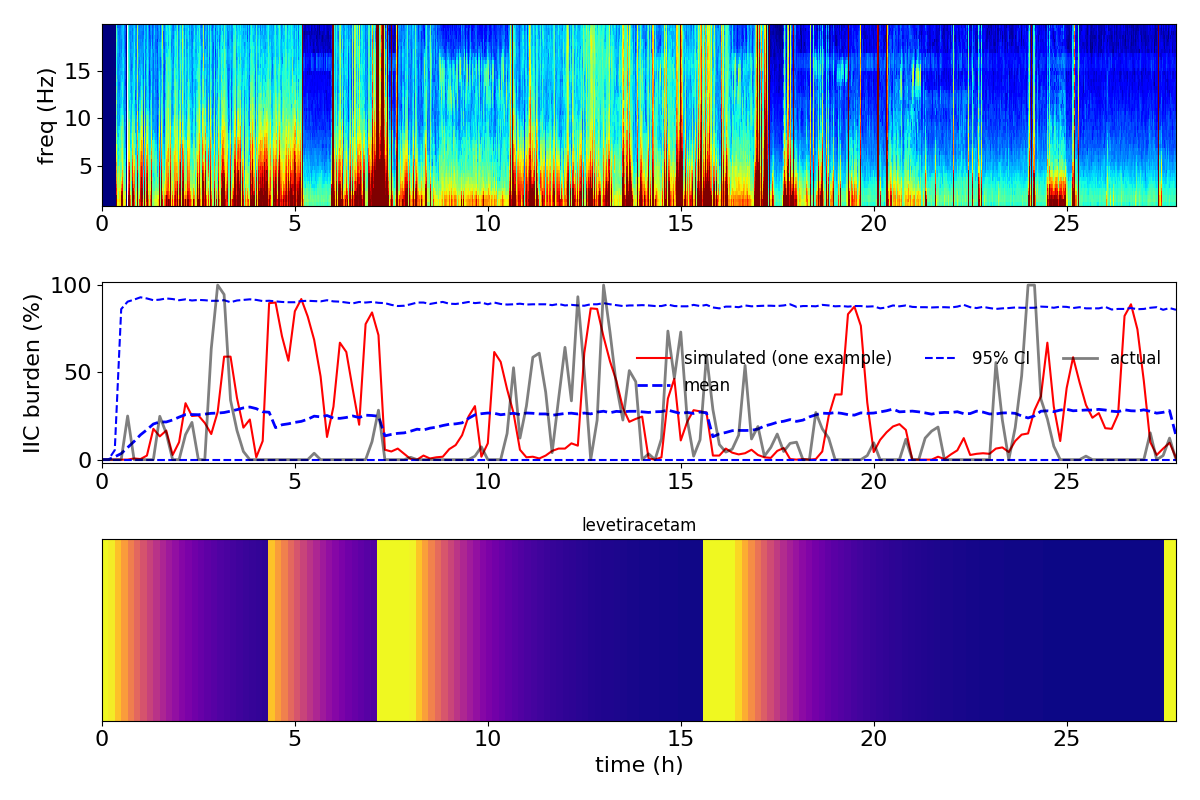 freq (Hz)
15
10
5
0 5 10 15 20 25
IIC burden (%)
100
50
0
simulated (one example) 95% CI actual
mean
0 5 10 15 20 25
levetiracetam
0 5 10 15 20 25
time (h)